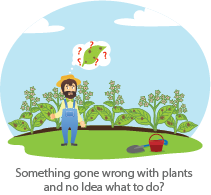 ? ? ? ?
Something gone wrong with plants
and no Idea what to do?